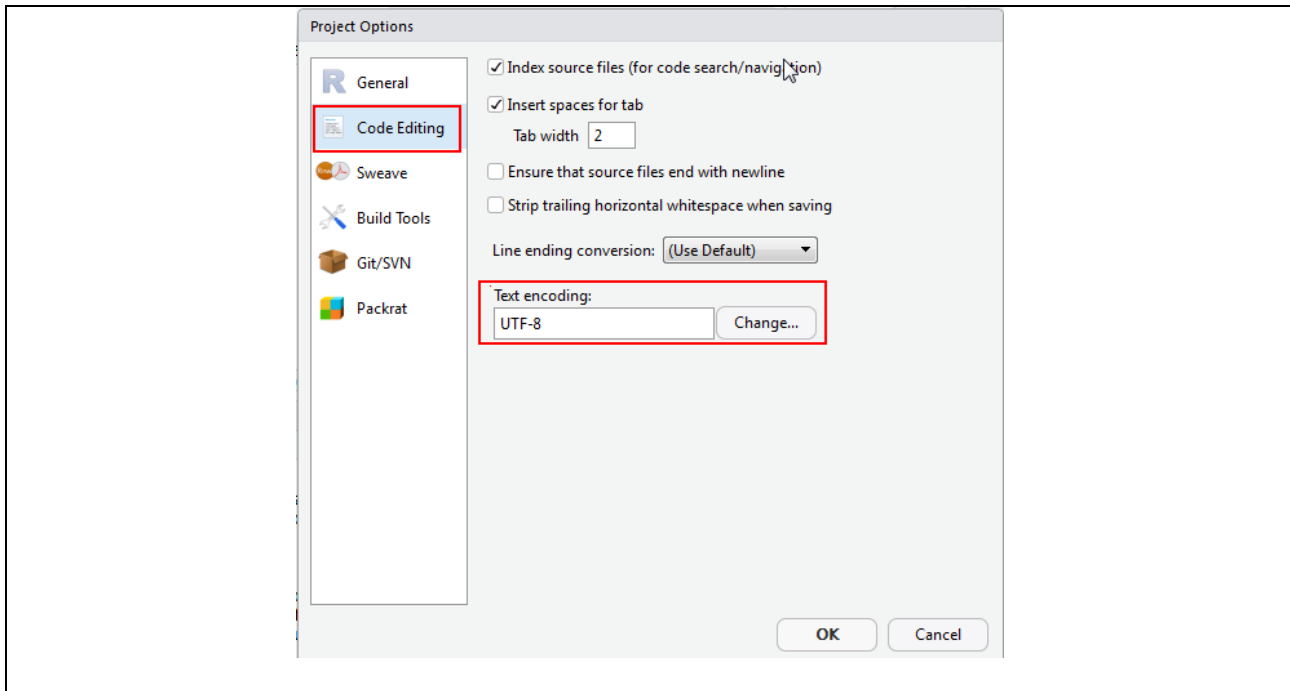 Project Options
General
Code Editing
Sweave
Build Tools
Git/SVN
Packrat
Index source files (for code search/navigation)
Insert spaces for tab
Tab width 2
Ensure that source files end with newline
Strip trailing horizontal whitespace when saving
Line ending conversion: (Use Default)
Text encoding:
UTF-8 Change...
OK Cancel